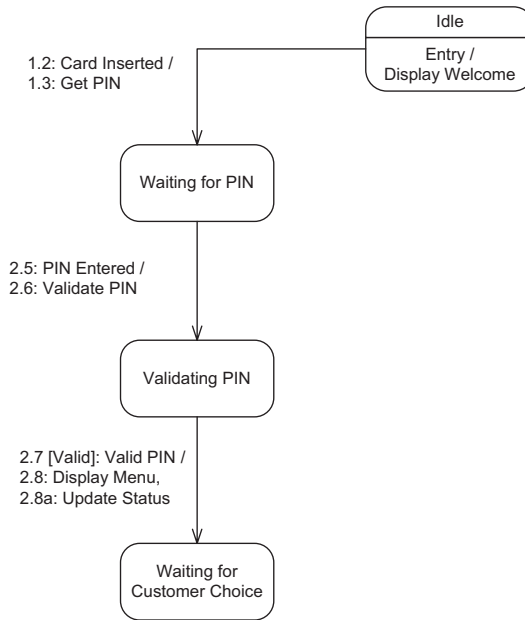 Idle
Entry /
Display Welcome
1.2: Card Inserted /
1.3: Get PIN
Waiting for PIN
2.5: PIN Entered /
2.6: Validate PIN
Validating PIN
2.7 [Valid]: Valid PIN /
2.8: Display Menu,
2.8a: Update Status
Waiting for
Customer Choice